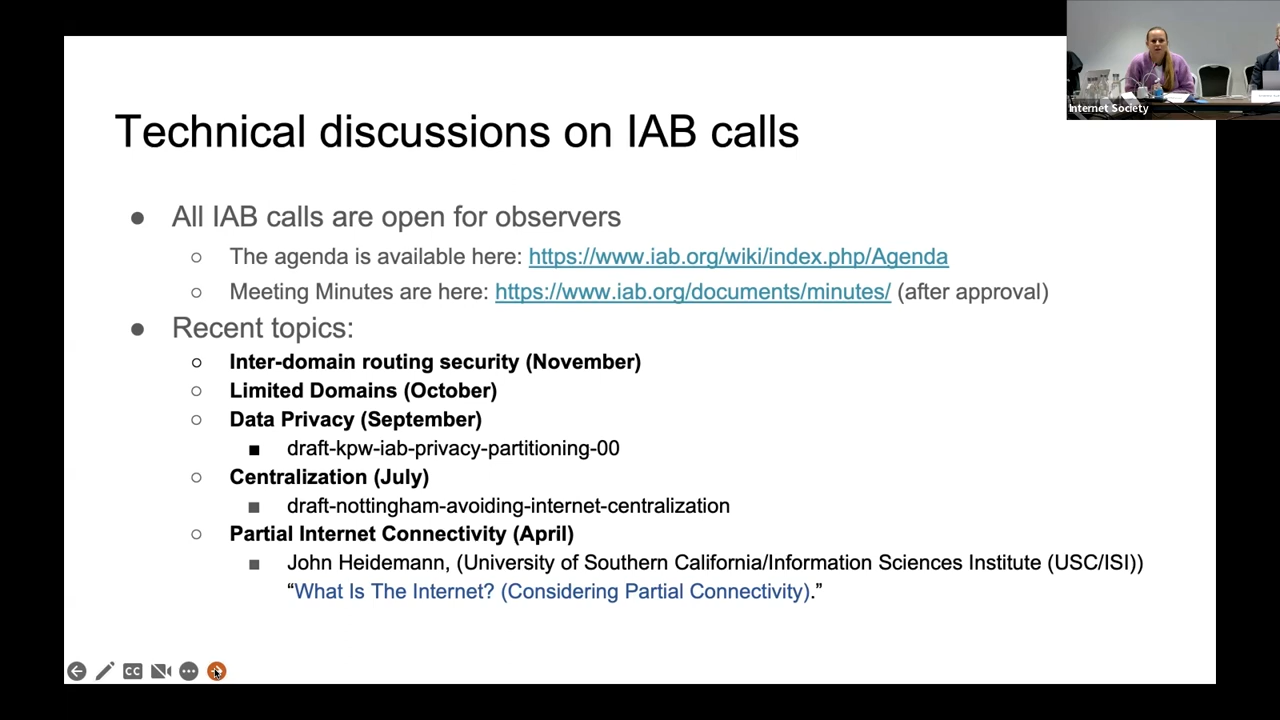 Internet Society
Technical discussions on IAB calls
● All IAB calls are open for observers
○ The agenda is available here: https://www.iab.org/wiki/index.php/Agenda
○ Meeting Minutes are here: https://www.iab.org/documents/minutes/ (after approval)
● Recent topics:
○ Inter-domain routing security (November)
○ Limited Domains (October)
○ Data Privacy (September)
■ draft-kpw-iab-privacy-partitioning-00
○ Centralization (July)
■ draft-nottingham-avoiding-internet-centralization
○ Partial Internet Connectivity (April)
■ John Heidemann, (University of Southern California/Information Sciences Institute (USC/ISI))
“What Is The Internet? (Considering Partial Connectivity).”
CC